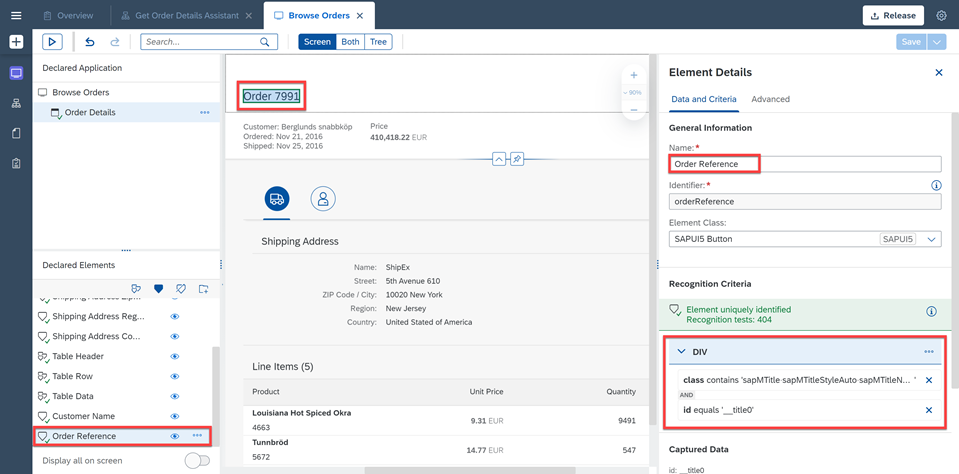 Overview
Get Order Details Assistant
Browse Orders
Release
Search...
Screen
Both
Tree
Save
Declared Application
Browse Orders
Order Details
Declared Elements
Shipping Address Reg...
Shipping Address Co...
Table Header
Table Row
Table Data
Customer Name
Order Reference
Display all on screen
Order 7991
90%
Customer: Berglunds snabbköp
Ordered: Nov 21, 2016
Shipped: Nov 25, 2016
Price
410,418.22 EUR
Shipping Address
Name: ShipEx
Street: 5th Avenue 610
ZIP Code / City: 10020 New York
Region: New Jersey
Country: United Stated of America
Line Items (5)
Product Unit Price Quantity
Louisiana Hot Spiced Okra
4663
9.31 EUR 9491
Tunnbröd
5672
14.77 EUR 547
Element Details
Data and Criteria
Advanced
General Information
Name:*
Order Reference
Identifier:*
orderReference
Element Class:
SAPUI5 Button SAPUI5
Recognition Criteria
Element uniquely identified
Recognition tests: 404
DIV
class contains 'sapMTitle·sapMTitleStyleAuto·sapMTitleN... '
AND
id equals '__title0'
Captured Data
id: __title0